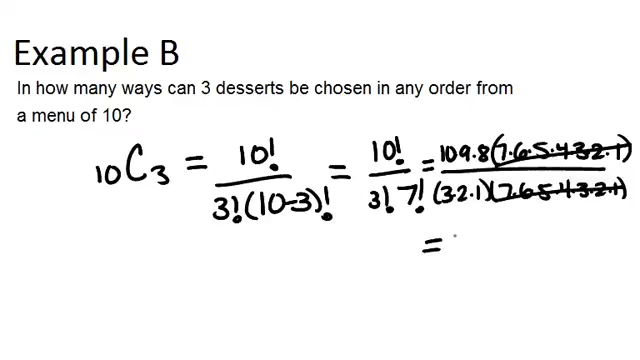 Example B
In how many ways can 3 desserts be chosen in any order from
a menu of 10?
₁₀C₃ = 10! / 3!(10-3)! = 10! / 3!7! = 10·9·8(7·6·5·4·3·2·1) / (3·2·1)(7·6·5·4·3·2·1)
=